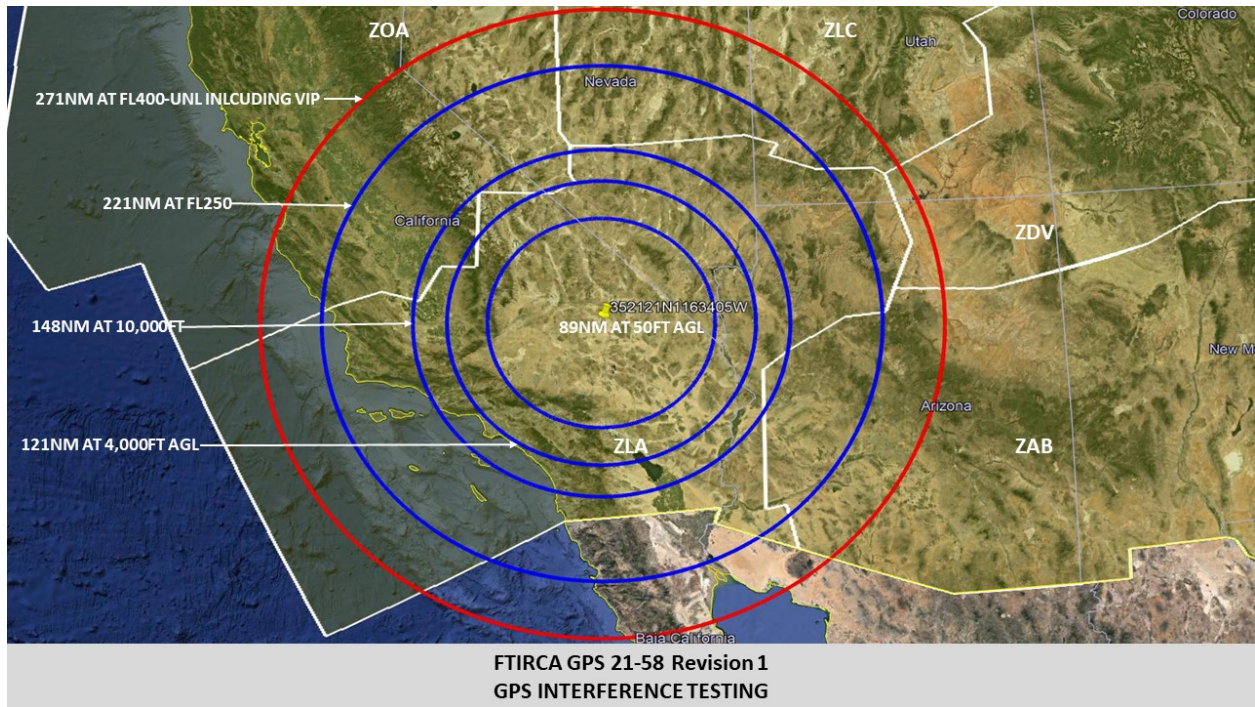 Colorado
ZOA
ZLC
Utah
Nevada
271NM AT FL400-UNL INLCUDING VIP
221NM AT FL250
California
ZDV
352121N1163405W
148NM AT 10,000FT
89NM AT 50FT AGL
New M
Arizona
121NM AT 4,000FT AGL
ZLA
ZAB
Baja California
FTIRCA GPS 21-58 Revision 1
GPS INTERFERENCE TESTING